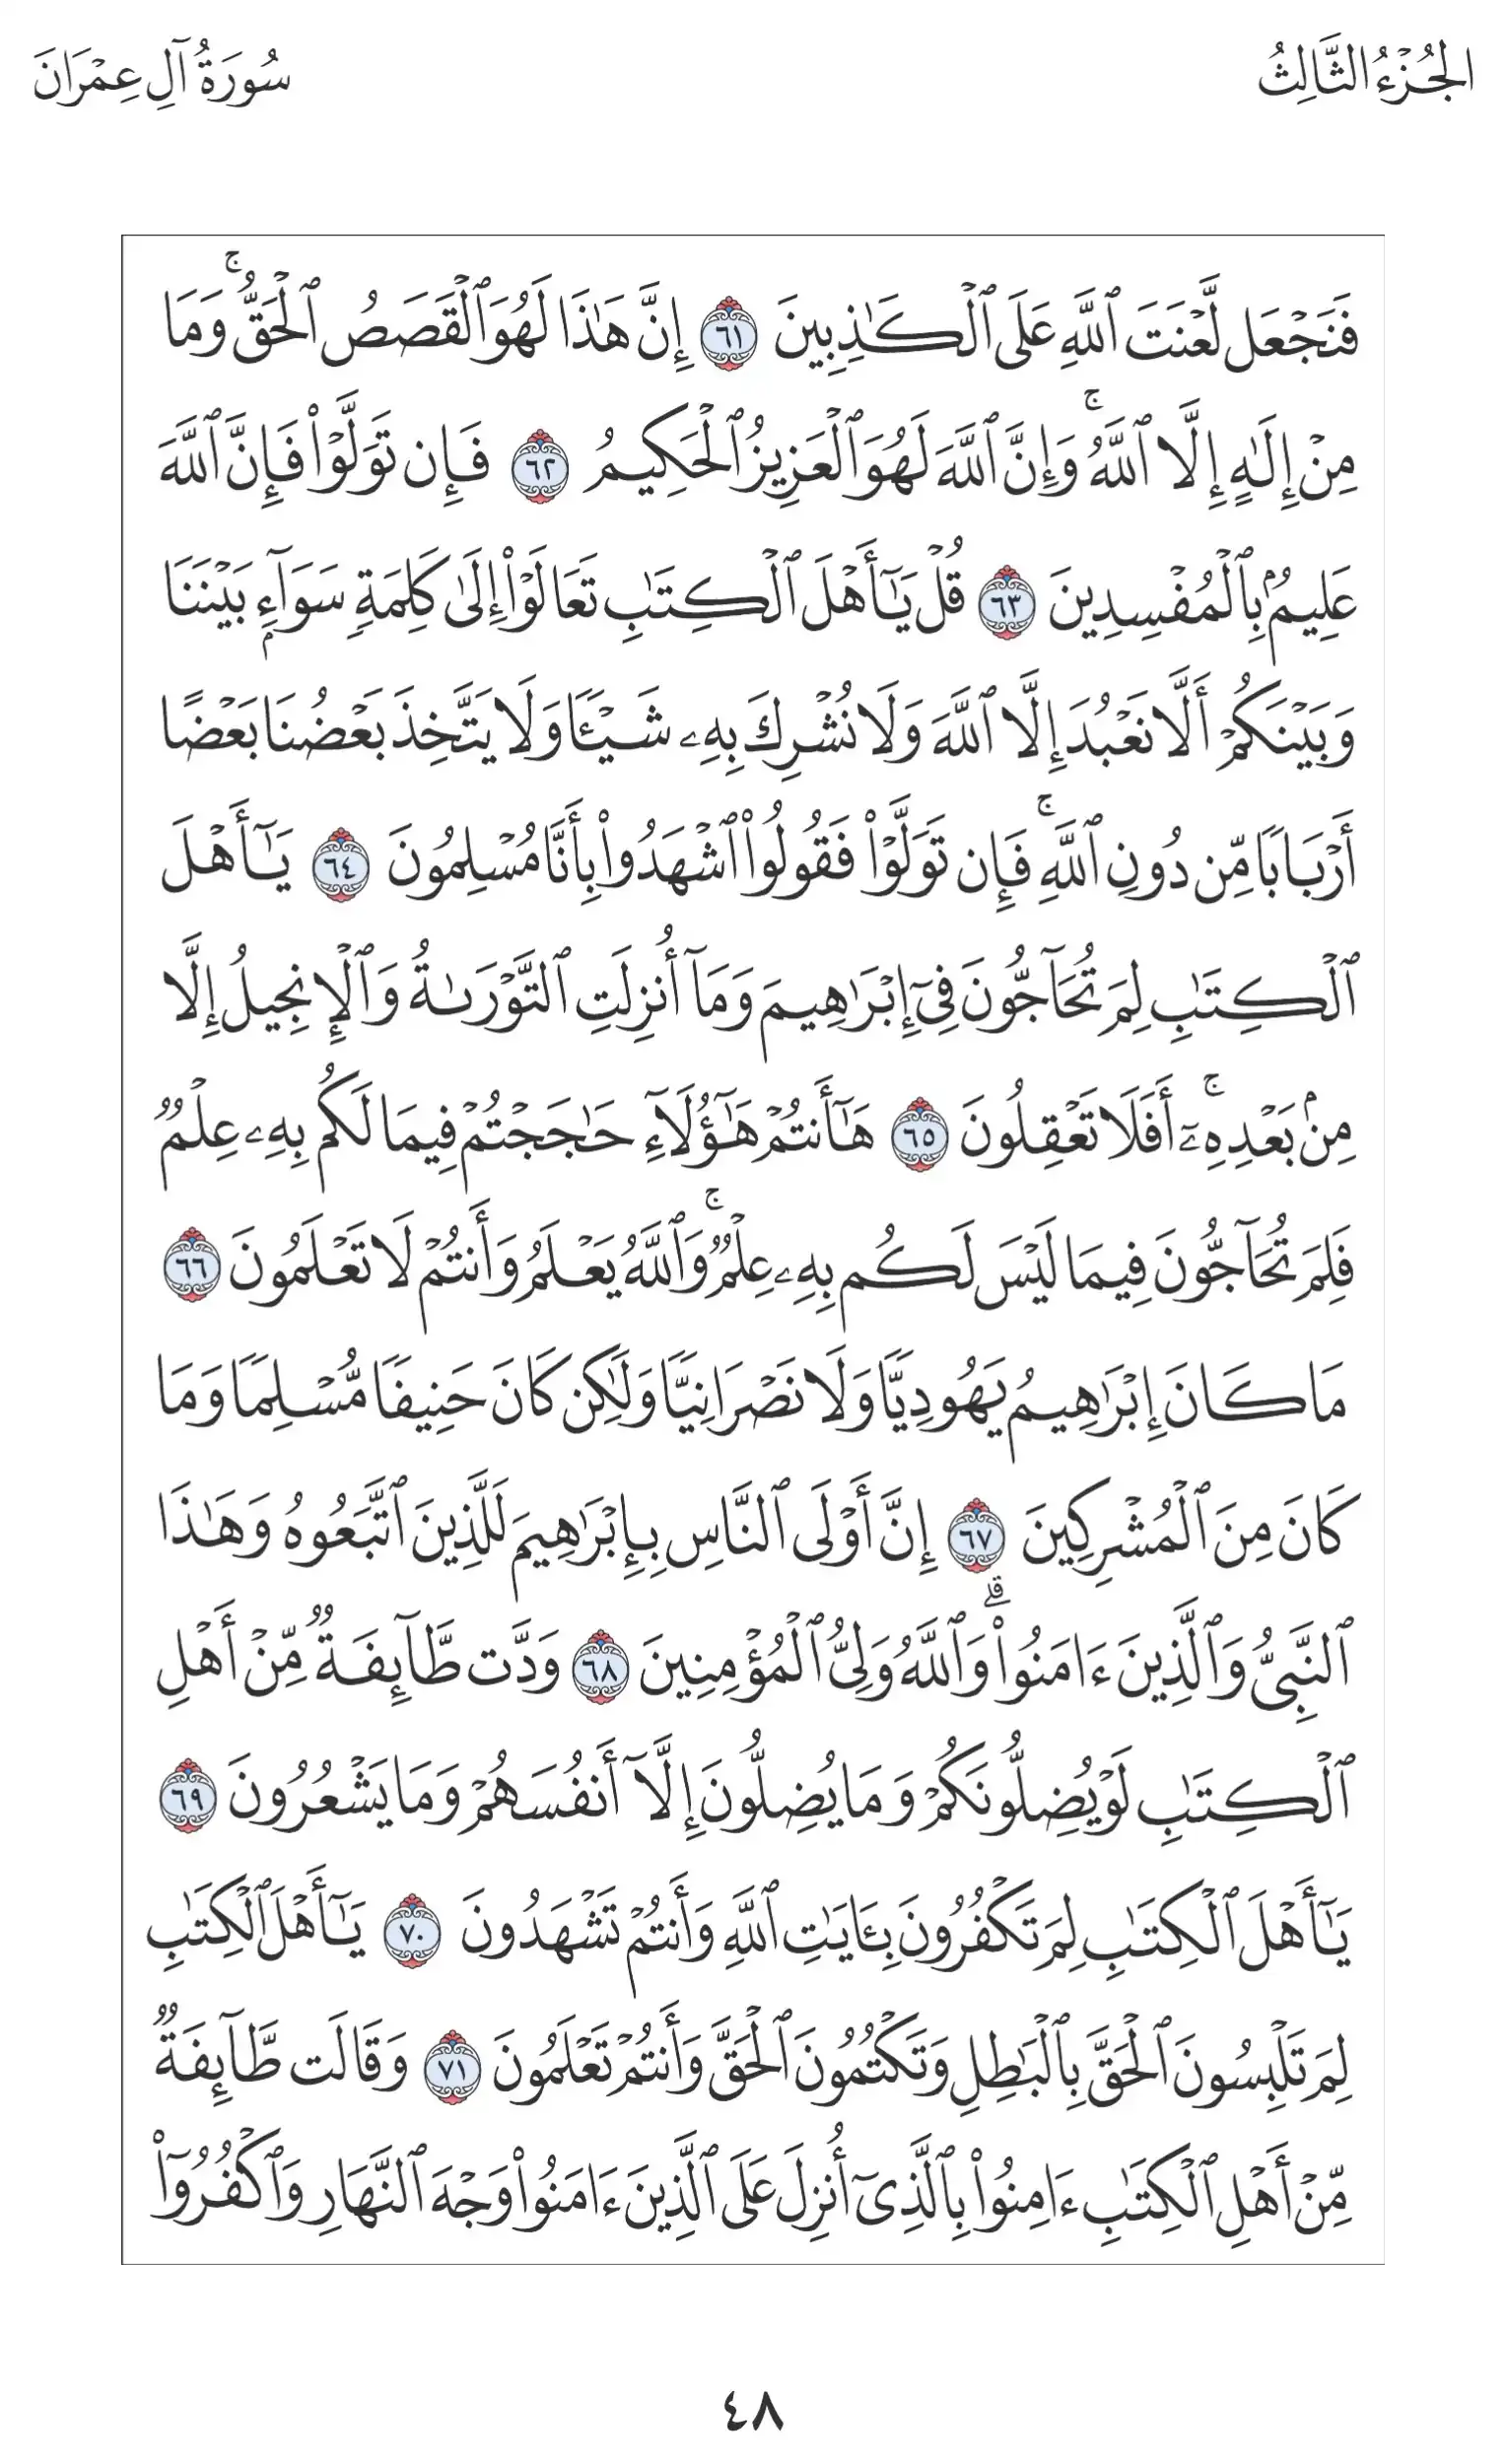 الجُزْءُ الثَّالِثُ
سُورَةُ آلِ عِمْرَانَ
فَنَجْعَل لَّعْنَتَ ٱللَّهِ عَلَى ٱلْكَٰذِبِينَ ٦١ إِنَّ هَٰذَا لَهُوَ ٱلْقَصَصُ ٱلْحَقُّ ۚ وَمَا
مِنْ إِلَٰهٍ إِلَّا ٱللَّهُ ۚ وَإِنَّ ٱللَّهَ لَهُوَ ٱلْعَزِيزُ ٱلْحَكِيمُ ٦٢ فَإِن تَوَلَّوْا۟ فَإِنَّ ٱللَّهَ
عَلِيمٌۢ بِٱلْمُفْسِدِينَ ٦٣ قُلْ يَٰٓأَهْلَ ٱلْكِتَٰبِ تَعَالَوْا۟ إِلَىٰ كَلِمَةٍ سَوَآءٍۭ بَيْنَنَا
وَبَيْنَكُمْ أَلَّا نَعْبُدَ إِلَّا ٱللَّهَ وَلَا نُشْرِكَ بِهِۦ شَيْـًٔا وَلَا يَتَّخِذَ بَعْضُنَا بَعْضًا
أَرْبَابًا مِّن دُونِ ٱللَّهِ ۚ فَإِن تَوَلَّوْا۟ فَقُولُوا۟ ٱشْهَدُوا۟ بِأَنَّا مُسْلِمُونَ ٦٤ يَٰٓأَهْلَ
ٱلْكِتَٰبِ لِمَ تُحَآجُّونَ فِىٓ إِبْرَٰهِيمَ وَمَآ أُنزِلَتِ ٱلتَّوْرَىٰةُ وَٱلْإِنجِيلُ إِلَّا
مِنۢ بَعْدِهِۦٓ ۚ أَفَلَا تَعْقِلُونَ ٦٥ هَٰٓأَنتُمْ هَٰٓؤُلَآءِ حَٰجَجْتُمْ فِيمَا لَكُم بِهِۦ عِلْمٌ
فَلِمَ تُحَآجُّونَ فِيمَا لَيْسَ لَكُم بِهِۦ عِلْمٌ ۚ وَٱللَّهُ يَعْلَمُ وَأَنتُمْ لَا تَعْلَمُونَ ٦٦
مَا كَانَ إِبْرَٰهِيمُ يَهُودِيًّا وَلَا نَصْرَانِيًّا وَلَٰكِن كَانَ حَنِيفًا مُّسْلِمًا وَمَا
كَانَ مِنَ ٱلْمُشْرِكِينَ ٦٧ إِنَّ أَوْلَى ٱلنَّاسِ بِإِبْرَٰهِيمَ لَلَّذِينَ ٱتَّبَعُوهُ وَهَٰذَا
ٱلنَّبِىُّ وَٱلَّذِينَ ءَامَنُوا۟ ۗ وَٱللَّهُ وَلِىُّ ٱلْمُؤْمِنِينَ ٦٨ وَدَّت طَّآئِفَةٌ مِّنْ أَهْلِ
ٱلْكِتَٰبِ لَوْ يُضِلُّونَكُمْ وَمَا يُضِلُّونَ إِلَّآ أَنفُسَهُمْ وَمَا يَشْعُرُونَ ٦٩
يَٰٓأَهْلَ ٱلْكِتَٰبِ لِمَ تَكْفُرُونَ بِـَٔايَٰتِ ٱللَّهِ وَأَنتُمْ تَشْهَدُونَ ٧٠ يَٰٓأَهْلَ ٱلْكِتَٰبِ
لِمَ تَلْبِسُونَ ٱلْحَقَّ بِٱلْبَٰطِلِ وَتَكْتُمُونَ ٱلْحَقَّ وَأَنتُمْ تَعْلَمُونَ ٧١ وَقَالَت طَّآئِفَةٌ
مِّنْ أَهْلِ ٱلْكِتَٰبِ ءَامِنُوا۟ بِٱلَّذِىٓ أُنزِلَ عَلَى ٱلَّذِينَ ءَامَنُوا۟ وَجْهَ ٱلنَّهَارِ وَٱكْفُرُوٓا۟
٤٨